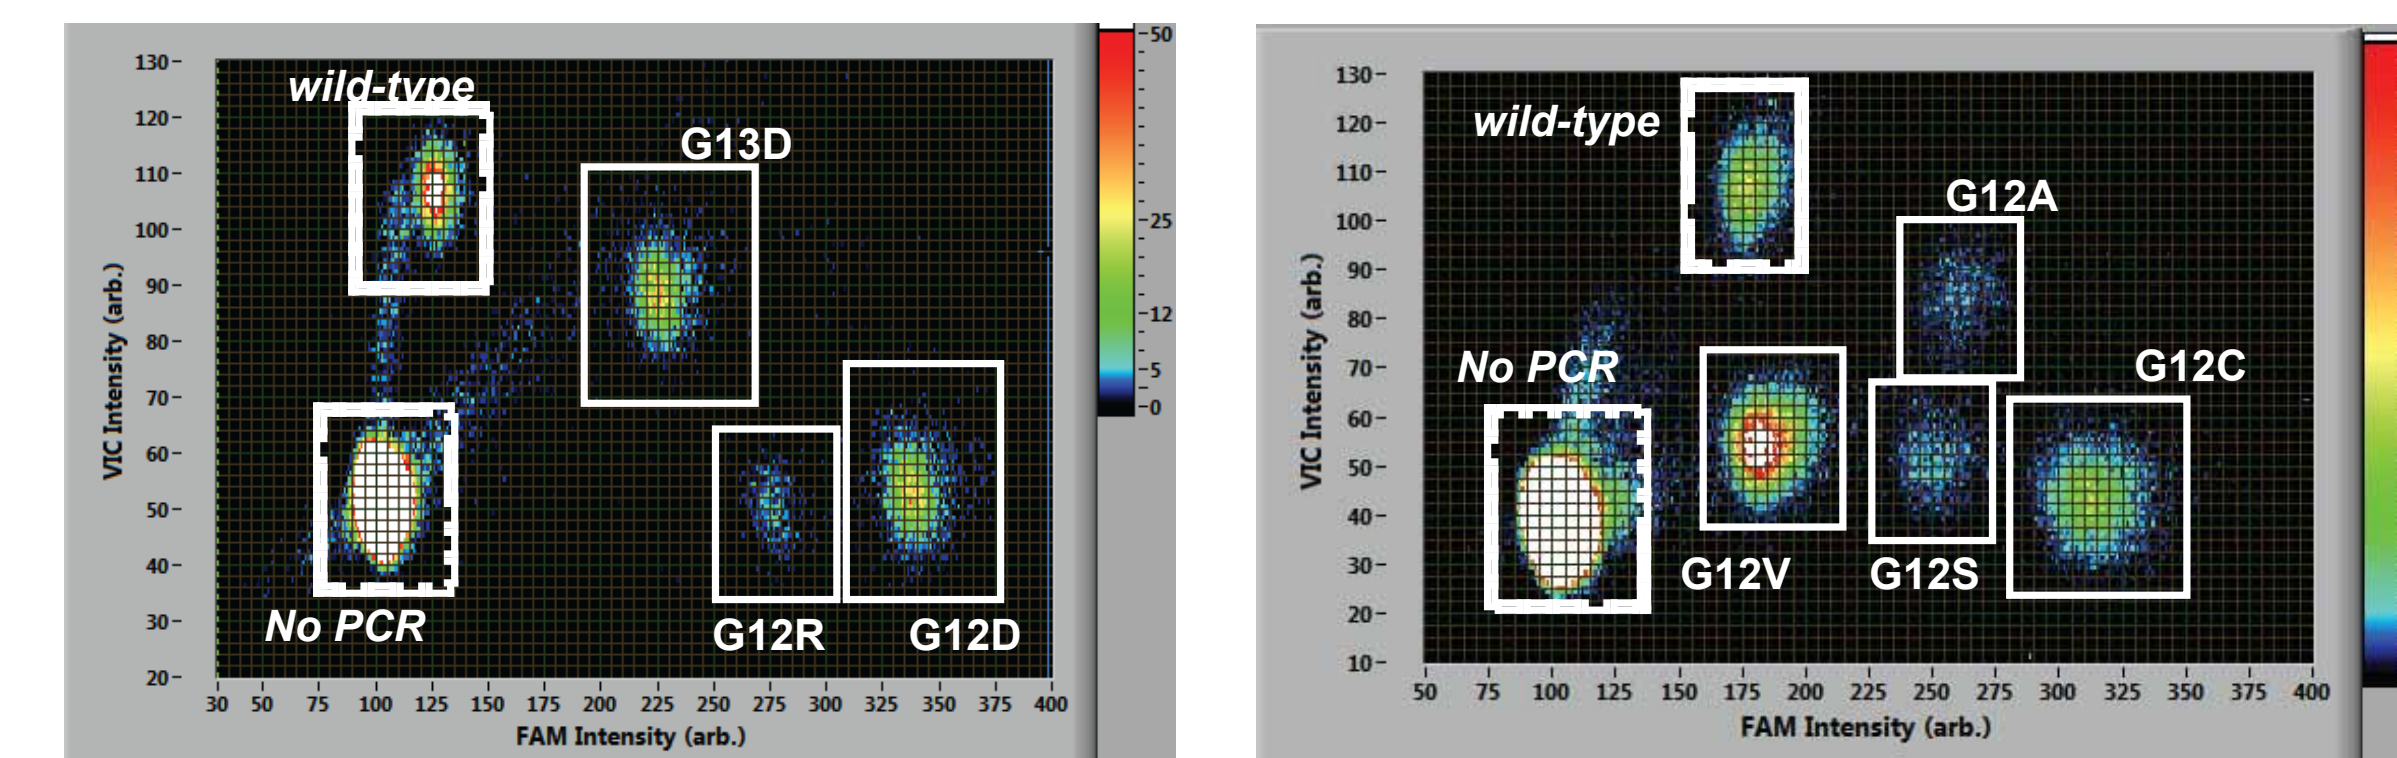 130
120
110
100
90
80
70
60
50
40
30
20
VIC Intensity (arb.)
wild-type
G13D
No PCR
G12R
G12D
30 50 75 100 125 150 175 200 225 250 275 300 325 350 375 400
FAM Intensity (arb.)
50
25
12
5
0
130
120
110
100
90
80
70
60
50
40
30
20
10
VIC Intensity (arb.)
wild-type
G12A
No PCR
G12C
G12V
G12S
50 75 100 125 150 175 200 225 250 275 300 325 350 375 400
FAM Intensity (arb.)